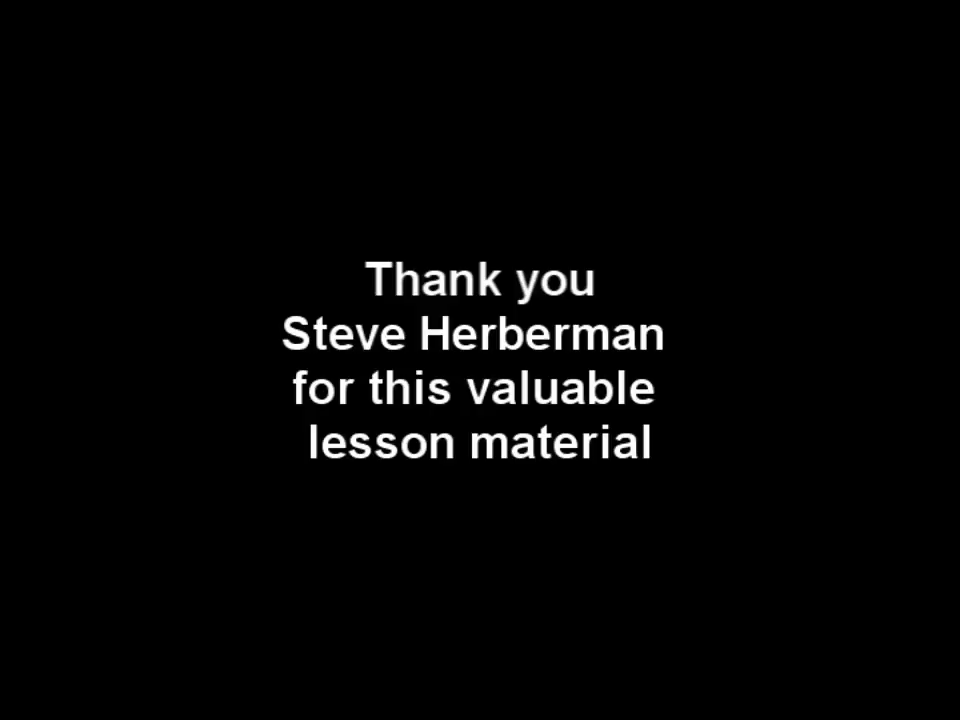 Thank you
Steve Herberman
for this valuable
lesson material